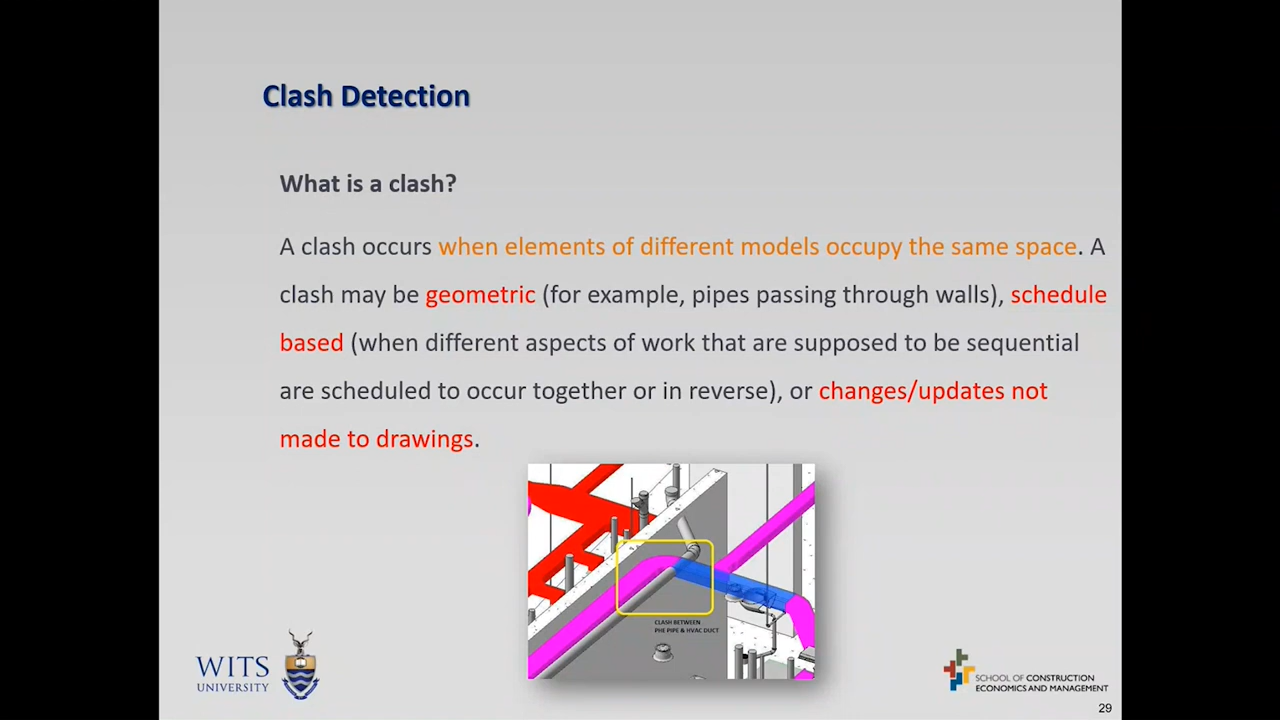 Clash Detection
What is a clash?
A clash occurs when elements of different models occupy the same space. A
clash may be geometric (for example, pipes passing through walls), schedule
based (when different aspects of work that are supposed to be sequential
are scheduled to occur together or in reverse), or changes/updates not
made to drawings.
CLASH BETWEEN
PHE PIPE & HVAC DUCT
WITS
UNIVERSITY
SCHOOL OF CONSTRUCTION
ECONOMICS AND MANAGEMENT
29